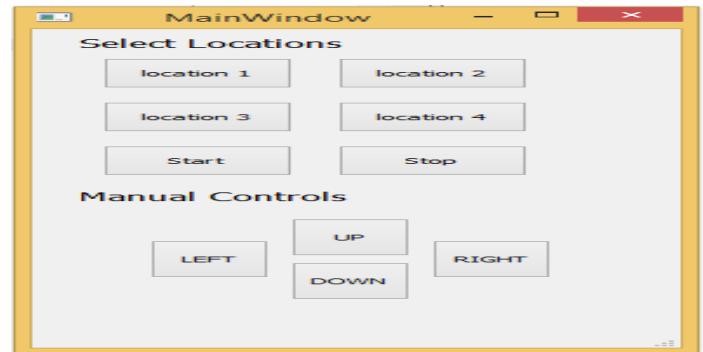 MainWindow
Select Locations
location 1 location 2
location 3 location 4
Start Stop
Manual Controls
UP
LEFT RIGHT
DOWN